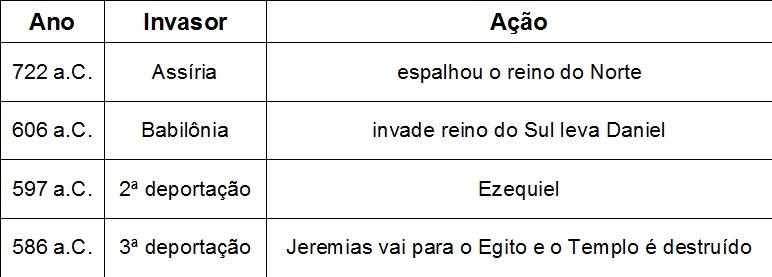 Ano Invasor Ação
722 a.C. Assíria espalhou o reino do Norte
606 a.C. Babilônia invade reino do Sul leva Daniel
597 a.C. 2ª deportação Ezequiel
586 a.C. 3ª deportação Jeremias vai para o Egito e o Templo é destruído